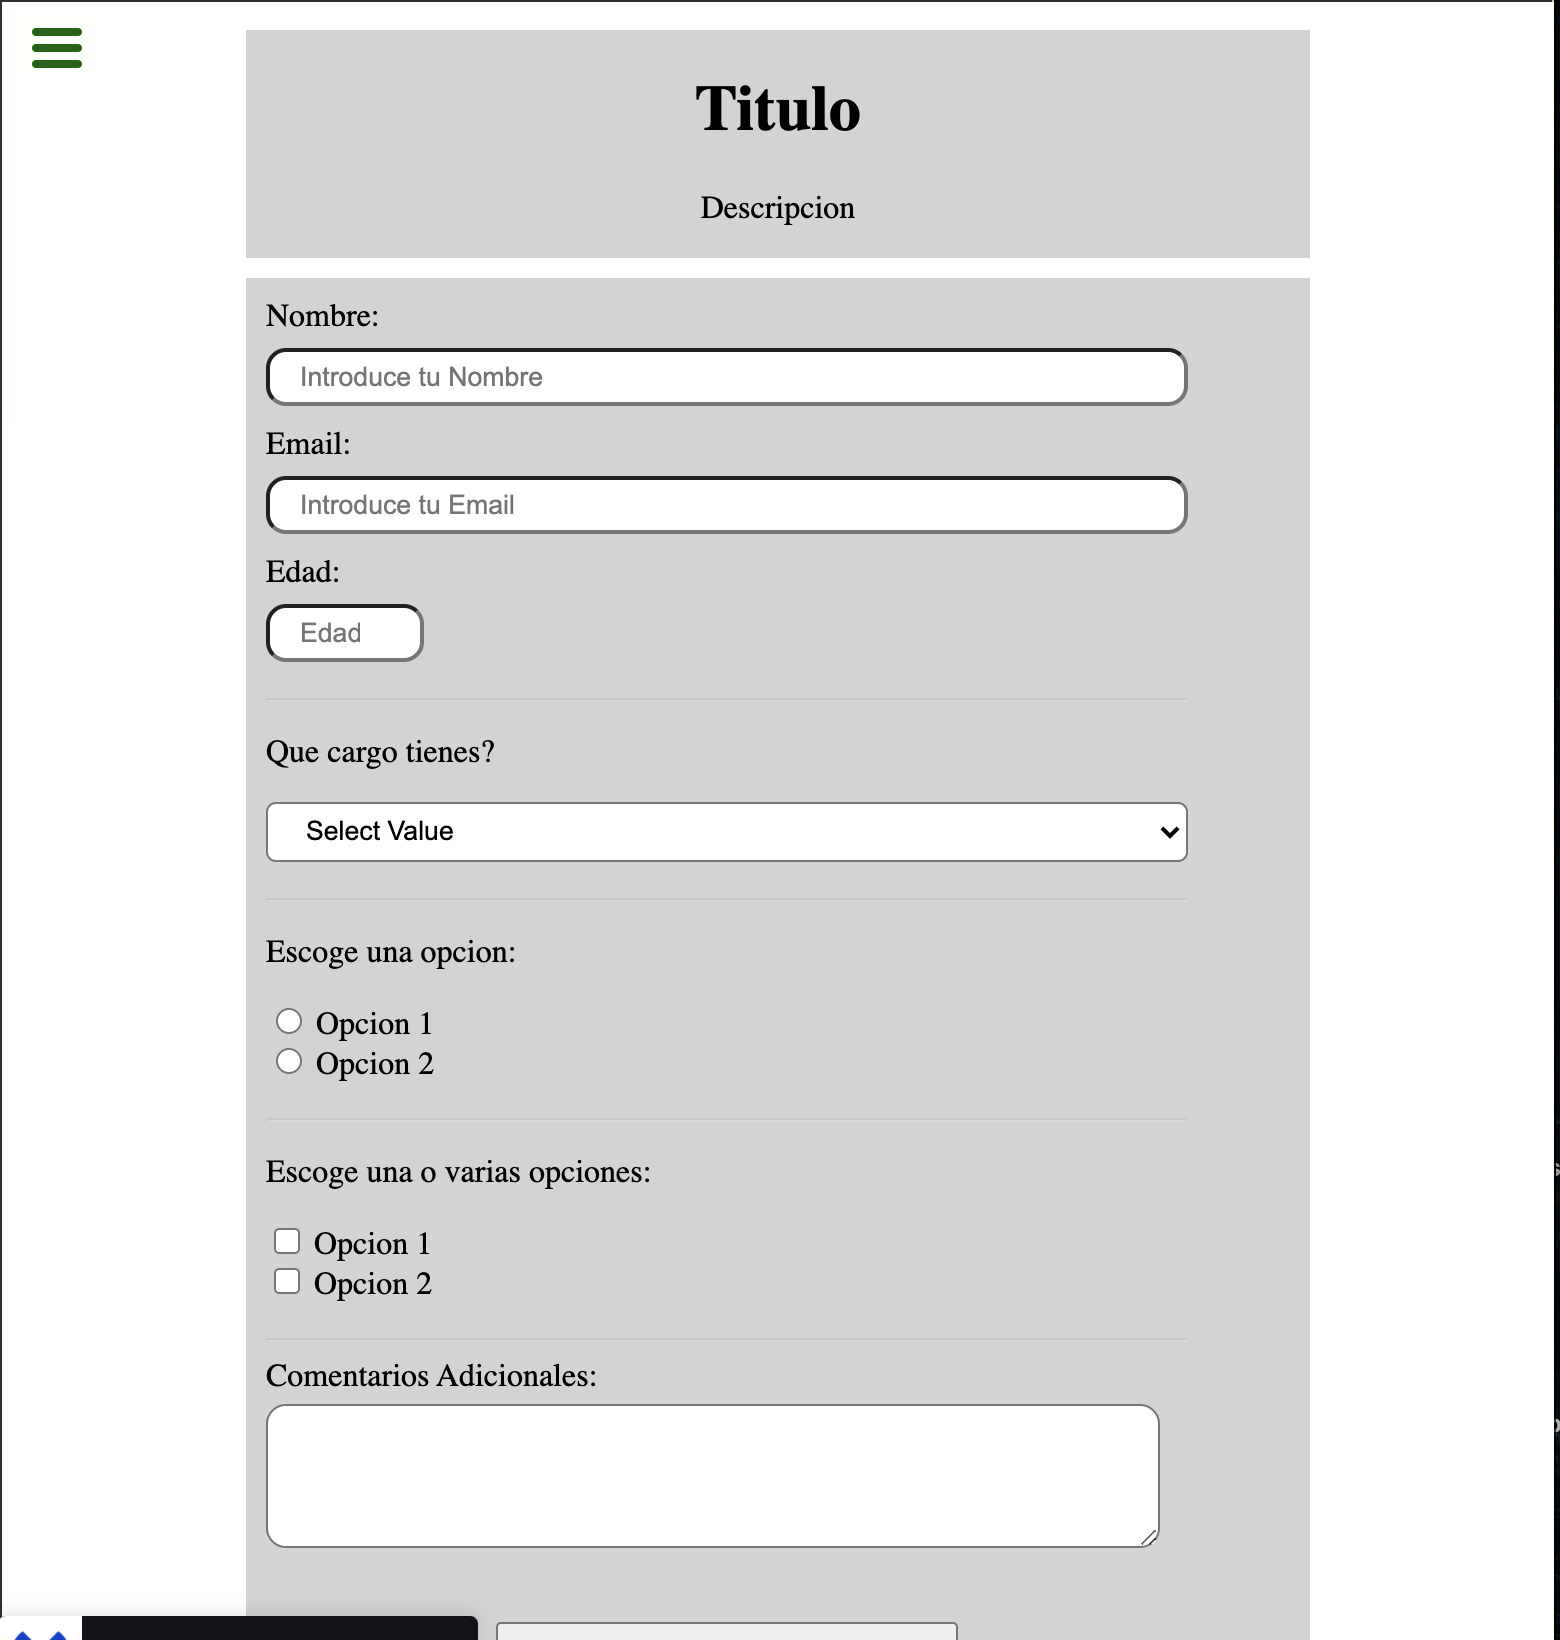 Titulo
Descripcion
Nombre:
Introduce tu Nombre
Email:
Introduce tu Email
Edad:
Edad
Que cargo tienes?
Select Value
Escoge una opcion:
Opcion 1
Opcion 2
Escoge una o varias opciones:
Opcion 1
Opcion 2
Comentarios Adicionales: